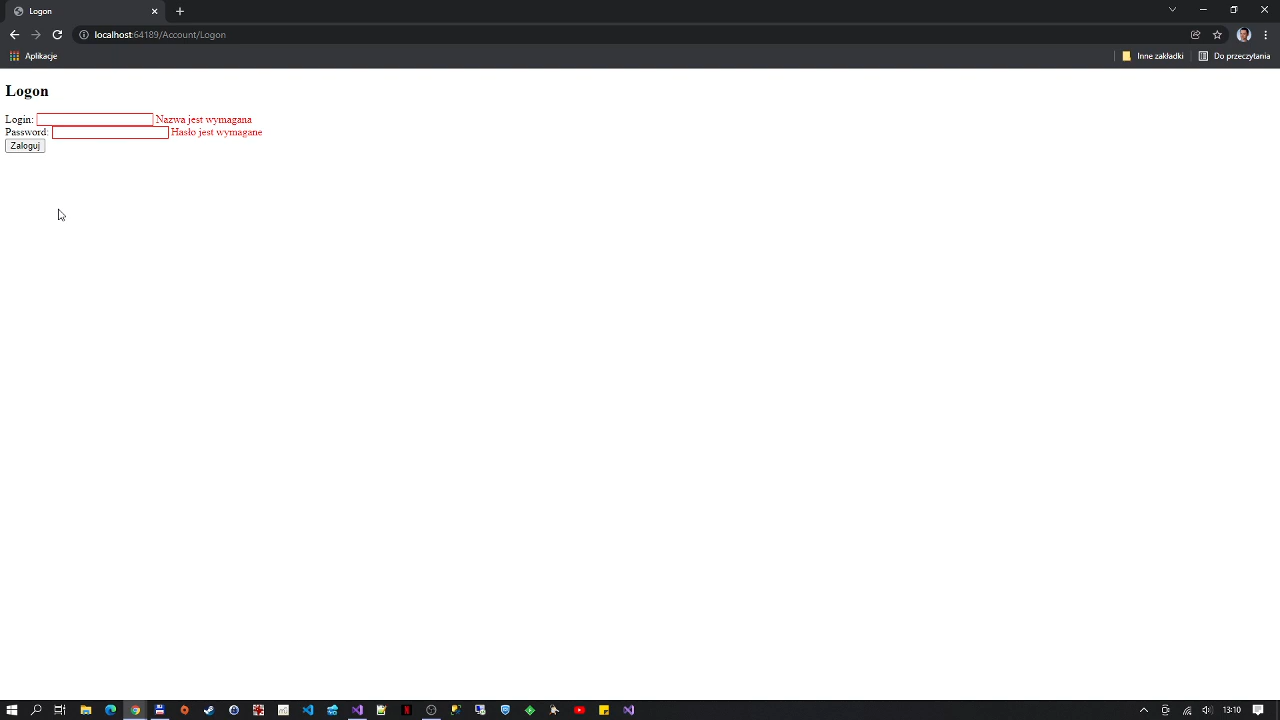 Logon
localhost:64189/Account/Logon
Aplikacje
Inne zakładki
Do przeczytania
Logon
Login: Nazwa jest wymagana
Password: Hasło jest wymagane
Zaloguj
13:10